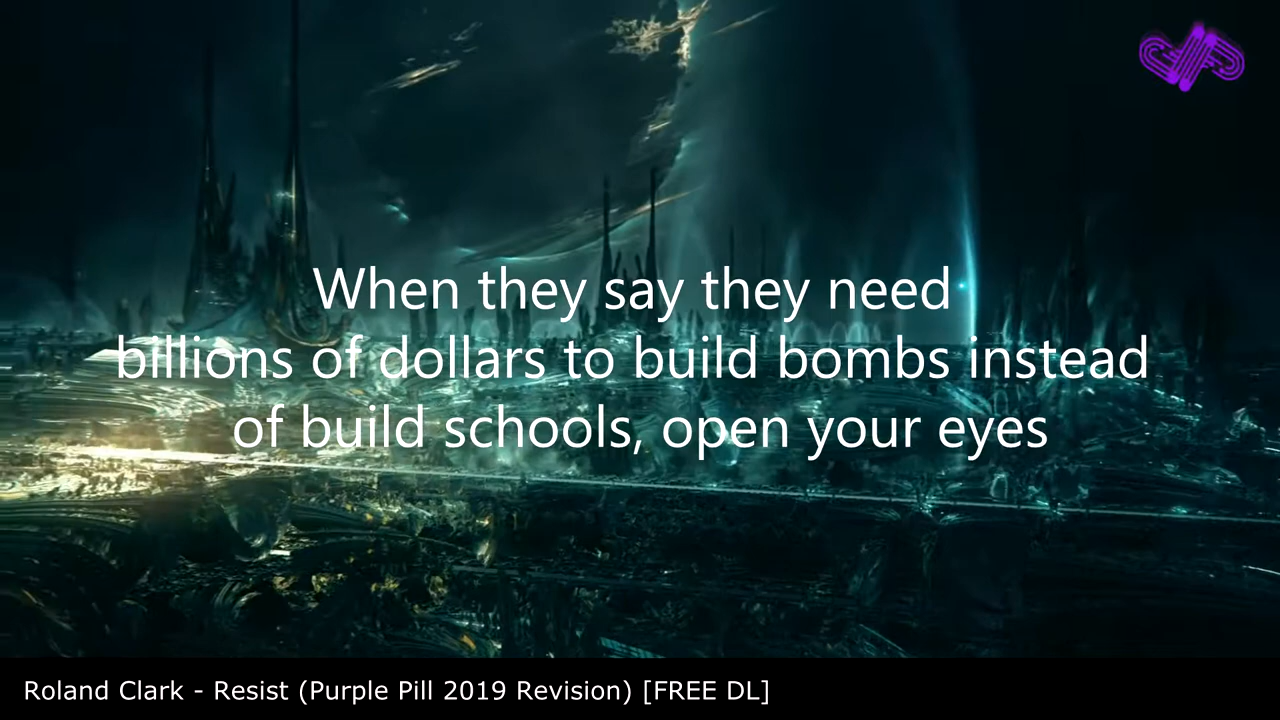 When they say they need
billions of dollars to build bombs instead
of build schools, open your eyes
Roland Clark - Resist (Purple Pill 2019 Revision) [FREE DL]